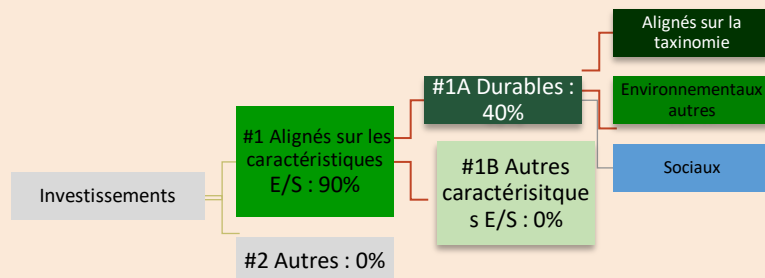 Investissements
#1 Alignés sur les
caractéristiques
E/S : 90%
#2 Autres : 0%
#1A Durables :
40%
#1B Autres
caractérisitque
s E/S : 0%
Alignés sur la
taxinomie
Environnementaux
autres
Sociaux